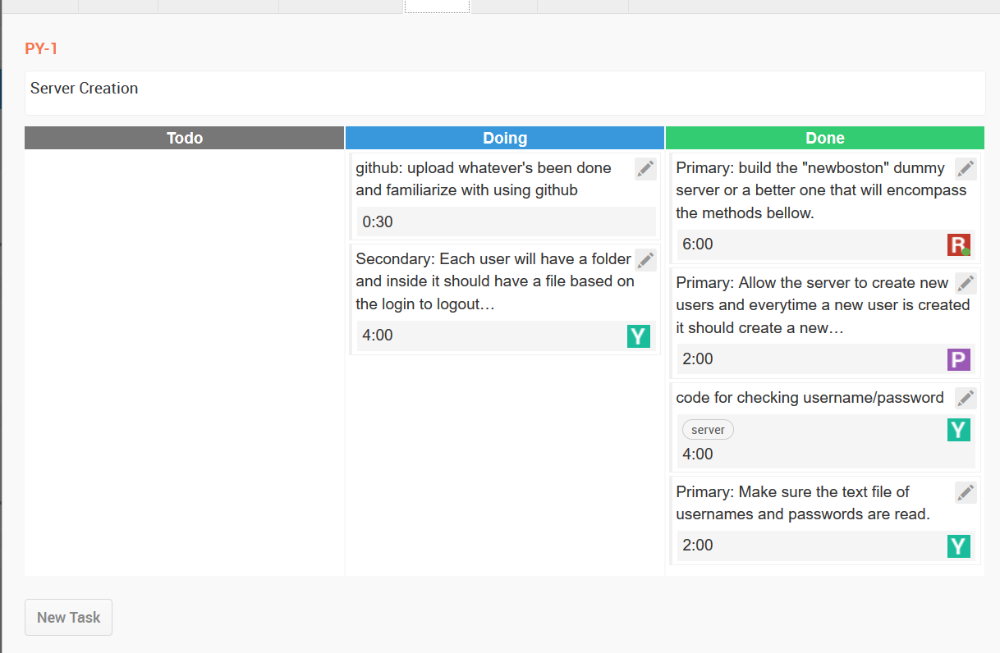 PY-1
Server Creation
Todo
Doing
Done
github: upload whatever's been done
and familiarize with using github
0:30
Secondary: Each user will have a folder
and inside it should have a file based on
the login to logout…
4:00
Y
Primary: build the "newboston" dummy
server or a better one that will encompass
the methods bellow.
6:00
R
Primary: Allow the server to create new
users and everytime a new user is created
it should create a new…
2:00
P
code for checking username/password
server
Y
4:00
Primary: Make sure the text file of
usernames and passwords are read.
2:00
Y
New Task